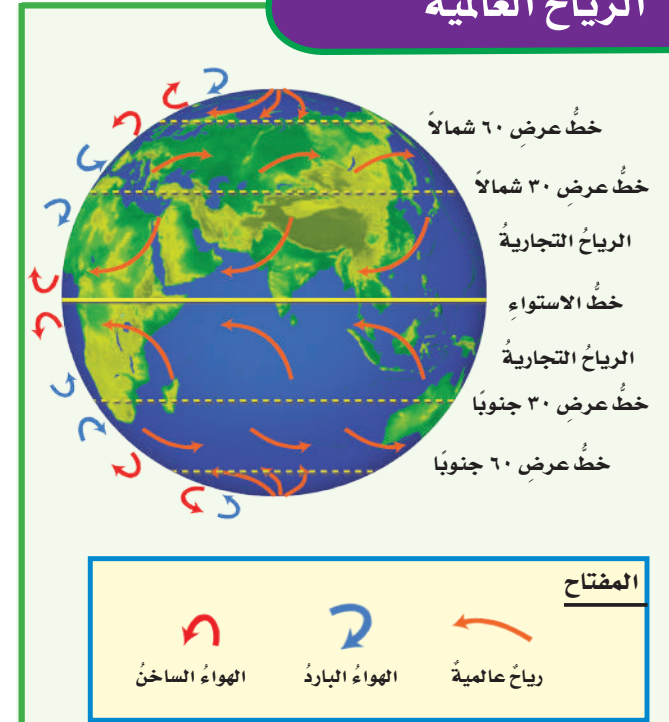 الرياح العالمية
خطُّ عرضِ ٦٠ شمالاً
خطُّ عرضِ ٣٠ شمالاً
الرياحُ التجاريةُ
خطُّ الاستواءِ
الرياحُ التجاريةُ
خطُّ عرضِ ٣٠ جنوبًا
خطُّ عرضِ ٦٠ جنوبًا
المفتاح
رياحٌ عالميةٌ
الهواءُ الباردُ
الهواءُ الساخنُ